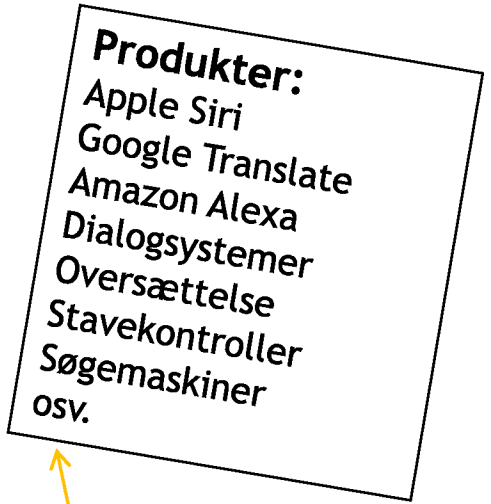 Produkter:
Apple Siri
Google Translate
Amazon Alexa
Dialogsystemer
Oversættelse
Stavekontroller
Søgemaskiner
osv.